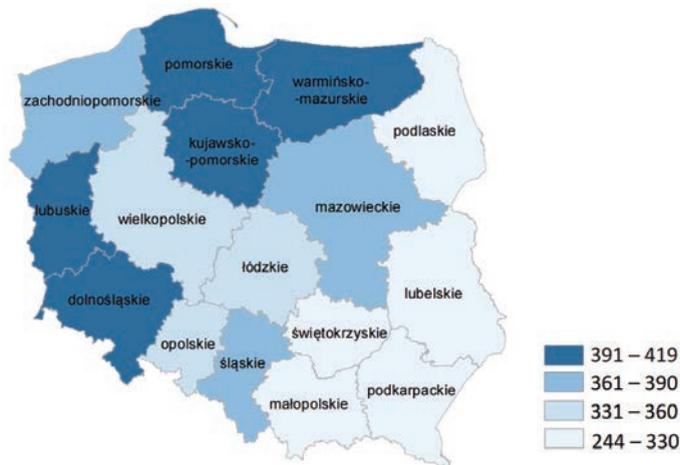 pomorskie
warmińsko-
-mazurskie
zachodniopomorskie
podlaskie
kujawsko-
-pomorskie
lubuskie
wielkopolskie
mazowieckie
łódzkie
dolnośląskie
lubelskie
świętokrzyskie
opolskie
śląskie
podkarpackie
małopolskie
391 – 419
361 – 390
331 – 360
244 – 330